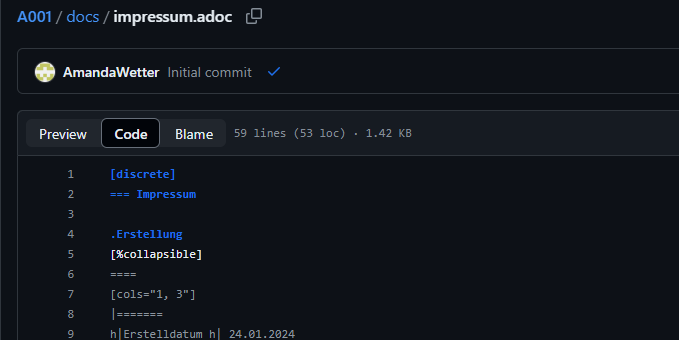 A001 / docs / impressum.adoc
AmandaWetter Initial commit
Preview Code Blame 59 lines (53 loc) · 1.42 KB
1 [discrete]
2 === Impressum
3
4 .Erstellung
5 [%collapsible]
6 ====
7 [cols="1, 3"]
8 |=======
9 h|Erstelldatum h| 24.01.2024